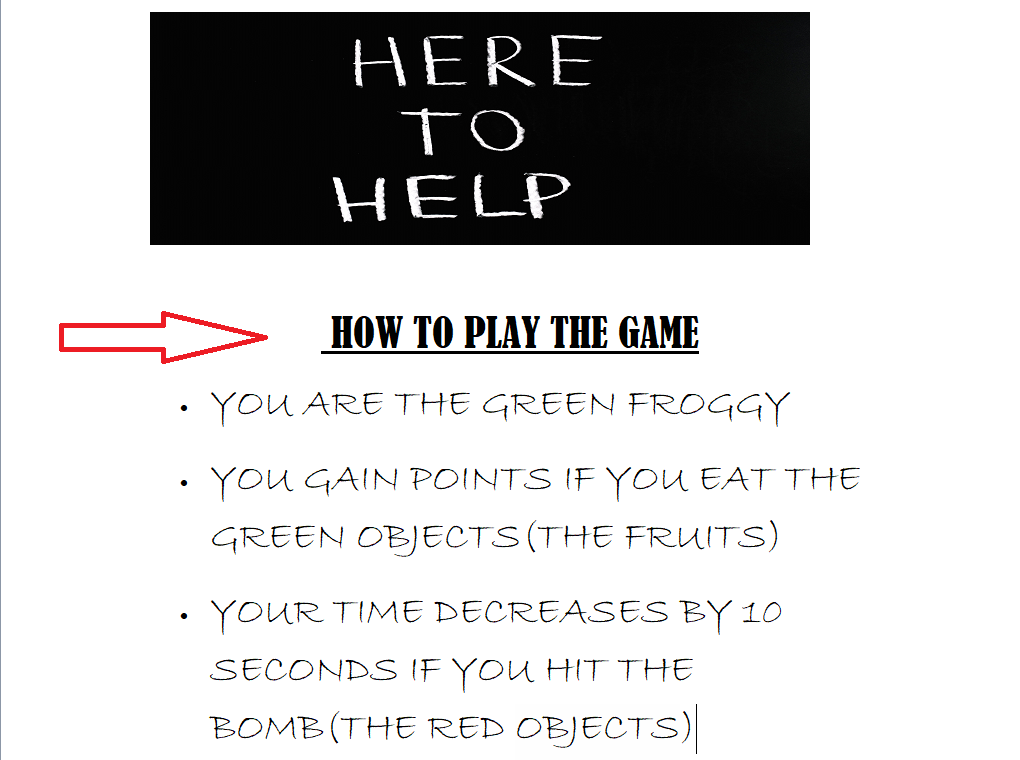 HERE
TO
HELP
HOW TO PLAY THE GAME
• YOU ARE THE GREEN FROGGY
• YOU GAIN POINTS IF YOU EAT THE
GREEN OBJECTS(THE FRUITS)
• YOUR TIME DECREASES BY 10
SECONDS IF YOU HIT THE
BOMB(THE RED OBJECTS)